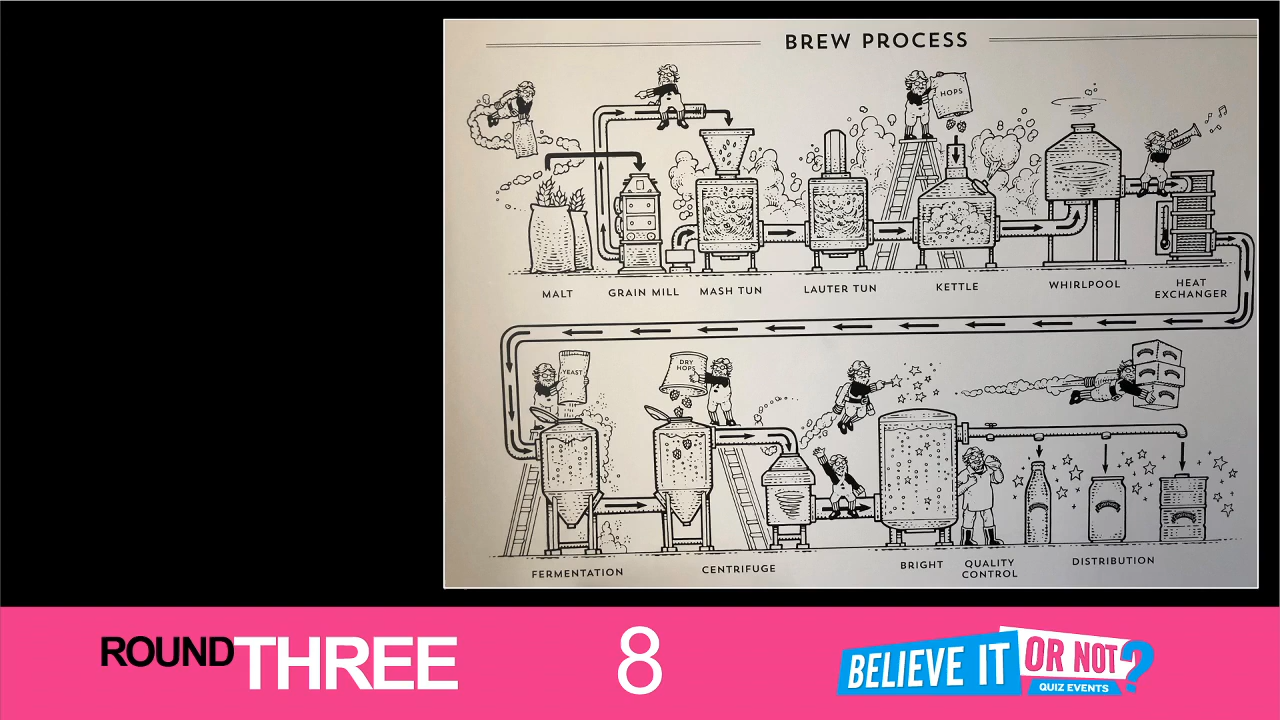 BREW PROCESS
HOPS
MALT
GRAIN MILL
MASH TUN
LAUTER TUN
KETTLE
WHIRLPOOL
HEAT
EXCHANGER
YEAST
DRY
HOPS
FERMENTATION
CENTRIFUGE
BRIGHT
QUALITY
CONTROL
DISTRIBUTION
ROUND THREE
8
BELIEVE IT OR NOT?
QUIZ EVENTS